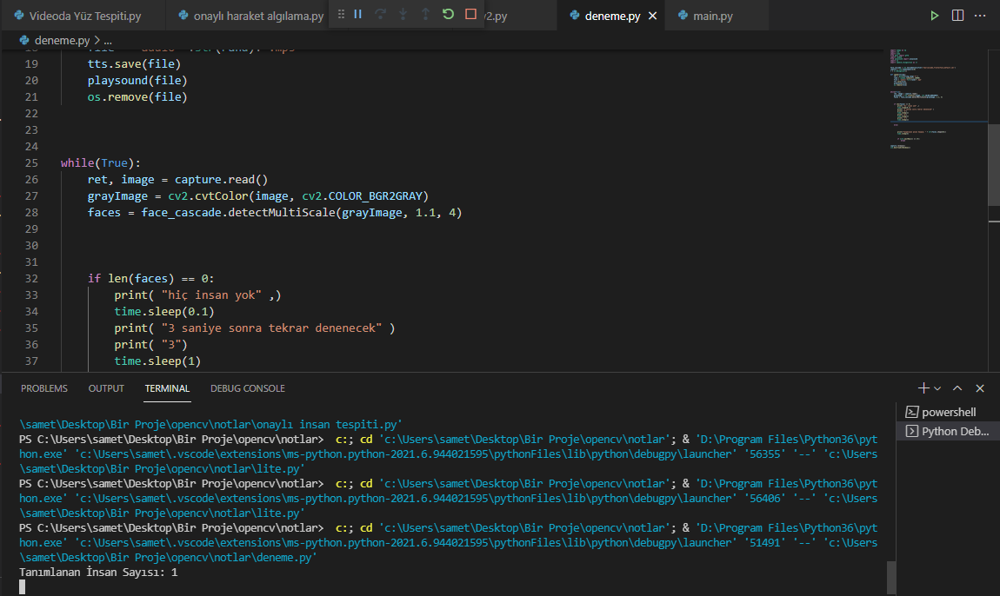 Videoda Yüz Tespiti.py
onaylı haraket algılama.py
v2.py
deneme.py
main.py
deneme.py > ...
19 tts.save(file)
20 playsound(file)
21 os.remove(file)
22
23
24
25 while(True):
26 ret, image = capture.read()
27 grayImage = cv2.cvtColor(image, cv2.COLOR_BGR2GRAY)
28 faces = face_cascade.detectMultiScale(grayImage, 1.1, 4)
29
30
31
32 if len(faces) == 0:
33 print( "hiç insan yok" ,)
34 time.sleep(0.1)
35 print( "3 saniye sonra tekrar denenecek" )
36 print( "3")
37 time.sleep(1)
PROBLEMS OUTPUT TERMINAL DEBUG CONSOLE
\samet\Desktop\Bir Proje\opencv\notlar\onaylı insan tespiti.py'
PS C:\Users\samet\Desktop\Bir Proje\opencv\notlar> c:; cd 'c:\Users\samet\Desktop\Bir Proje\opencv\notlar'; & 'D:\Program Files\Python36\pyt
hon.exe' 'c:\Users\samet\.vscode\extensions\ms-python.python-2021.6.944021595\pythonFiles\lib\python\debugpy\launcher' '56355' '--' 'c:\Users
\samet\Desktop\Bir Proje\opencv\notlar\lite.py'
PS C:\Users\samet\Desktop\Bir Proje\opencv\notlar> c:; cd 'c:\Users\samet\Desktop\Bir Proje\opencv\notlar'; & 'D:\Program Files\Python36\pyt
hon.exe' 'c:\Users\samet\.vscode\extensions\ms-python.python-2021.6.944021595\pythonFiles\lib\python\debugpy\launcher' '56406' '--' 'c:\Users
\samet\Desktop\Bir Proje\opencv\notlar\lite.py'
PS C:\Users\samet\Desktop\Bir Proje\opencv\notlar> c:; cd 'c:\Users\samet\Desktop\Bir Proje\opencv\notlar'; & 'D:\Program Files\Python36\pyt
hon.exe' 'c:\Users\samet\.vscode\extensions\ms-python.python-2021.6.944021595\pythonFiles\lib\python\debugpy\launcher' '51491' '--' 'c:\Users
\samet\Desktop\Bir Proje\opencv\notlar\deneme.py'
Tanımlanan İnsan Sayısı: 1
powershell
Python Deb...